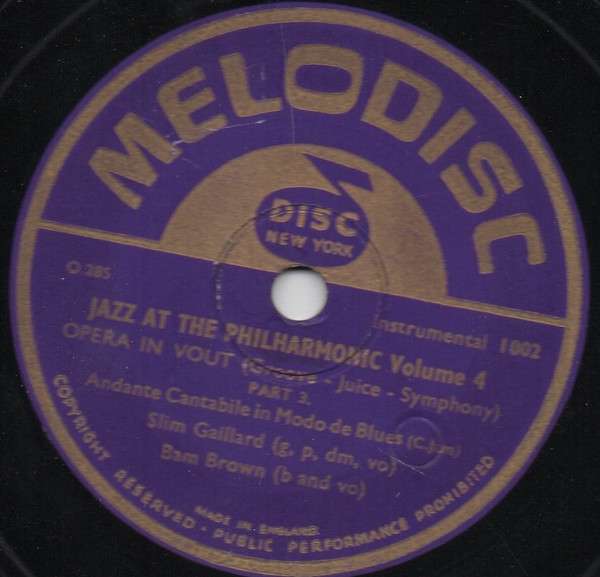 MELODISC
DISC
NEW YORK
O 285
Instrumental 1002
JAZZ AT THE PHILHARMONIC Volume 4
OPERA IN VOUT (Groove - Juice - Symphony)
PART 3.
Andante Cantabile in Modo de Blues (C. Jam)
Slim Gaillard (g, p, dm, vo)
Bam Brown (b and vo)
MADE IN ENGLAND.
COPYRIGHT RESERVED · PUBLIC PERFORMANCE PROHIBITED